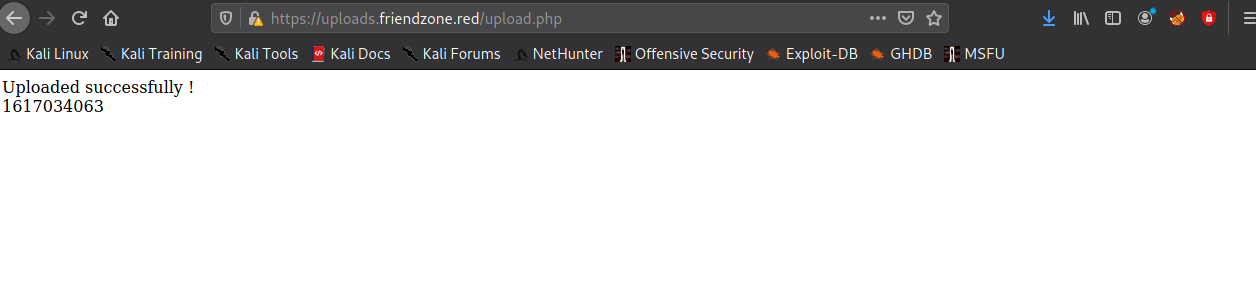 https://uploads.friendzone.red/upload.php
Kali Linux Kali Training Kali Tools Kali Docs Kali Forums NetHunter Offensive Security Exploit-DB GHDB MSFU
Uploaded successfully !
1617034063